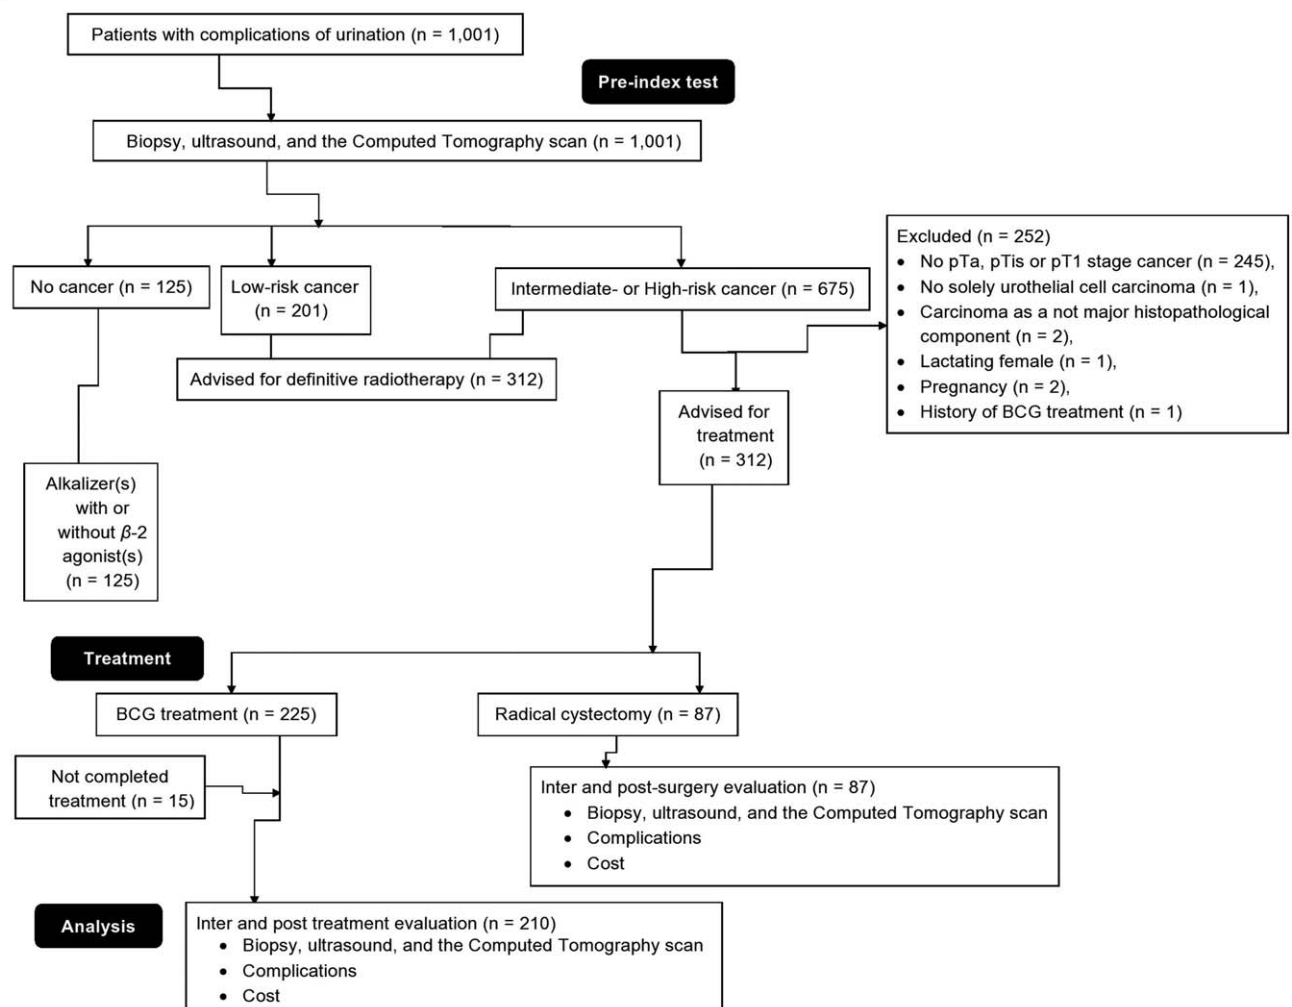 Patients with complications of urination (n = 1,001)
Pre-index test
Biopsy, ultrasound, and the Computed Tomography scan (n = 1,001)
No cancer (n = 125)
Low-risk cancer
(n = 201)
Intermediate- or High-risk cancer (n = 675)
Excluded (n = 252)
• No pTa, pTis or pT1 stage cancer (n = 245),
• No solely urothelial cell carcinoma (n = 1),
• Carcinoma as a not major histopathological
component (n = 2),
• Lactating female (n = 1),
• Pregnancy (n = 2),
• History of BCG treatment (n = 1)
Advised for definitive radiotherapy (n = 312)
Advised for
treatment
(n = 312)
Alkalizer(s)
with or
without β-2
agonist(s)
(n = 125)
Treatment
BCG treatment (n = 225)
Radical cystectomy (n = 87)
Not completed
treatment (n = 15)
Inter and post-surgery evaluation (n = 87)
• Biopsy, ultrasound, and the Computed Tomography scan
• Complications
• Cost
Analysis
Inter and post treatment evaluation (n = 210)
• Biopsy, ultrasound, and the Computed Tomography scan
• Complications
• Cost